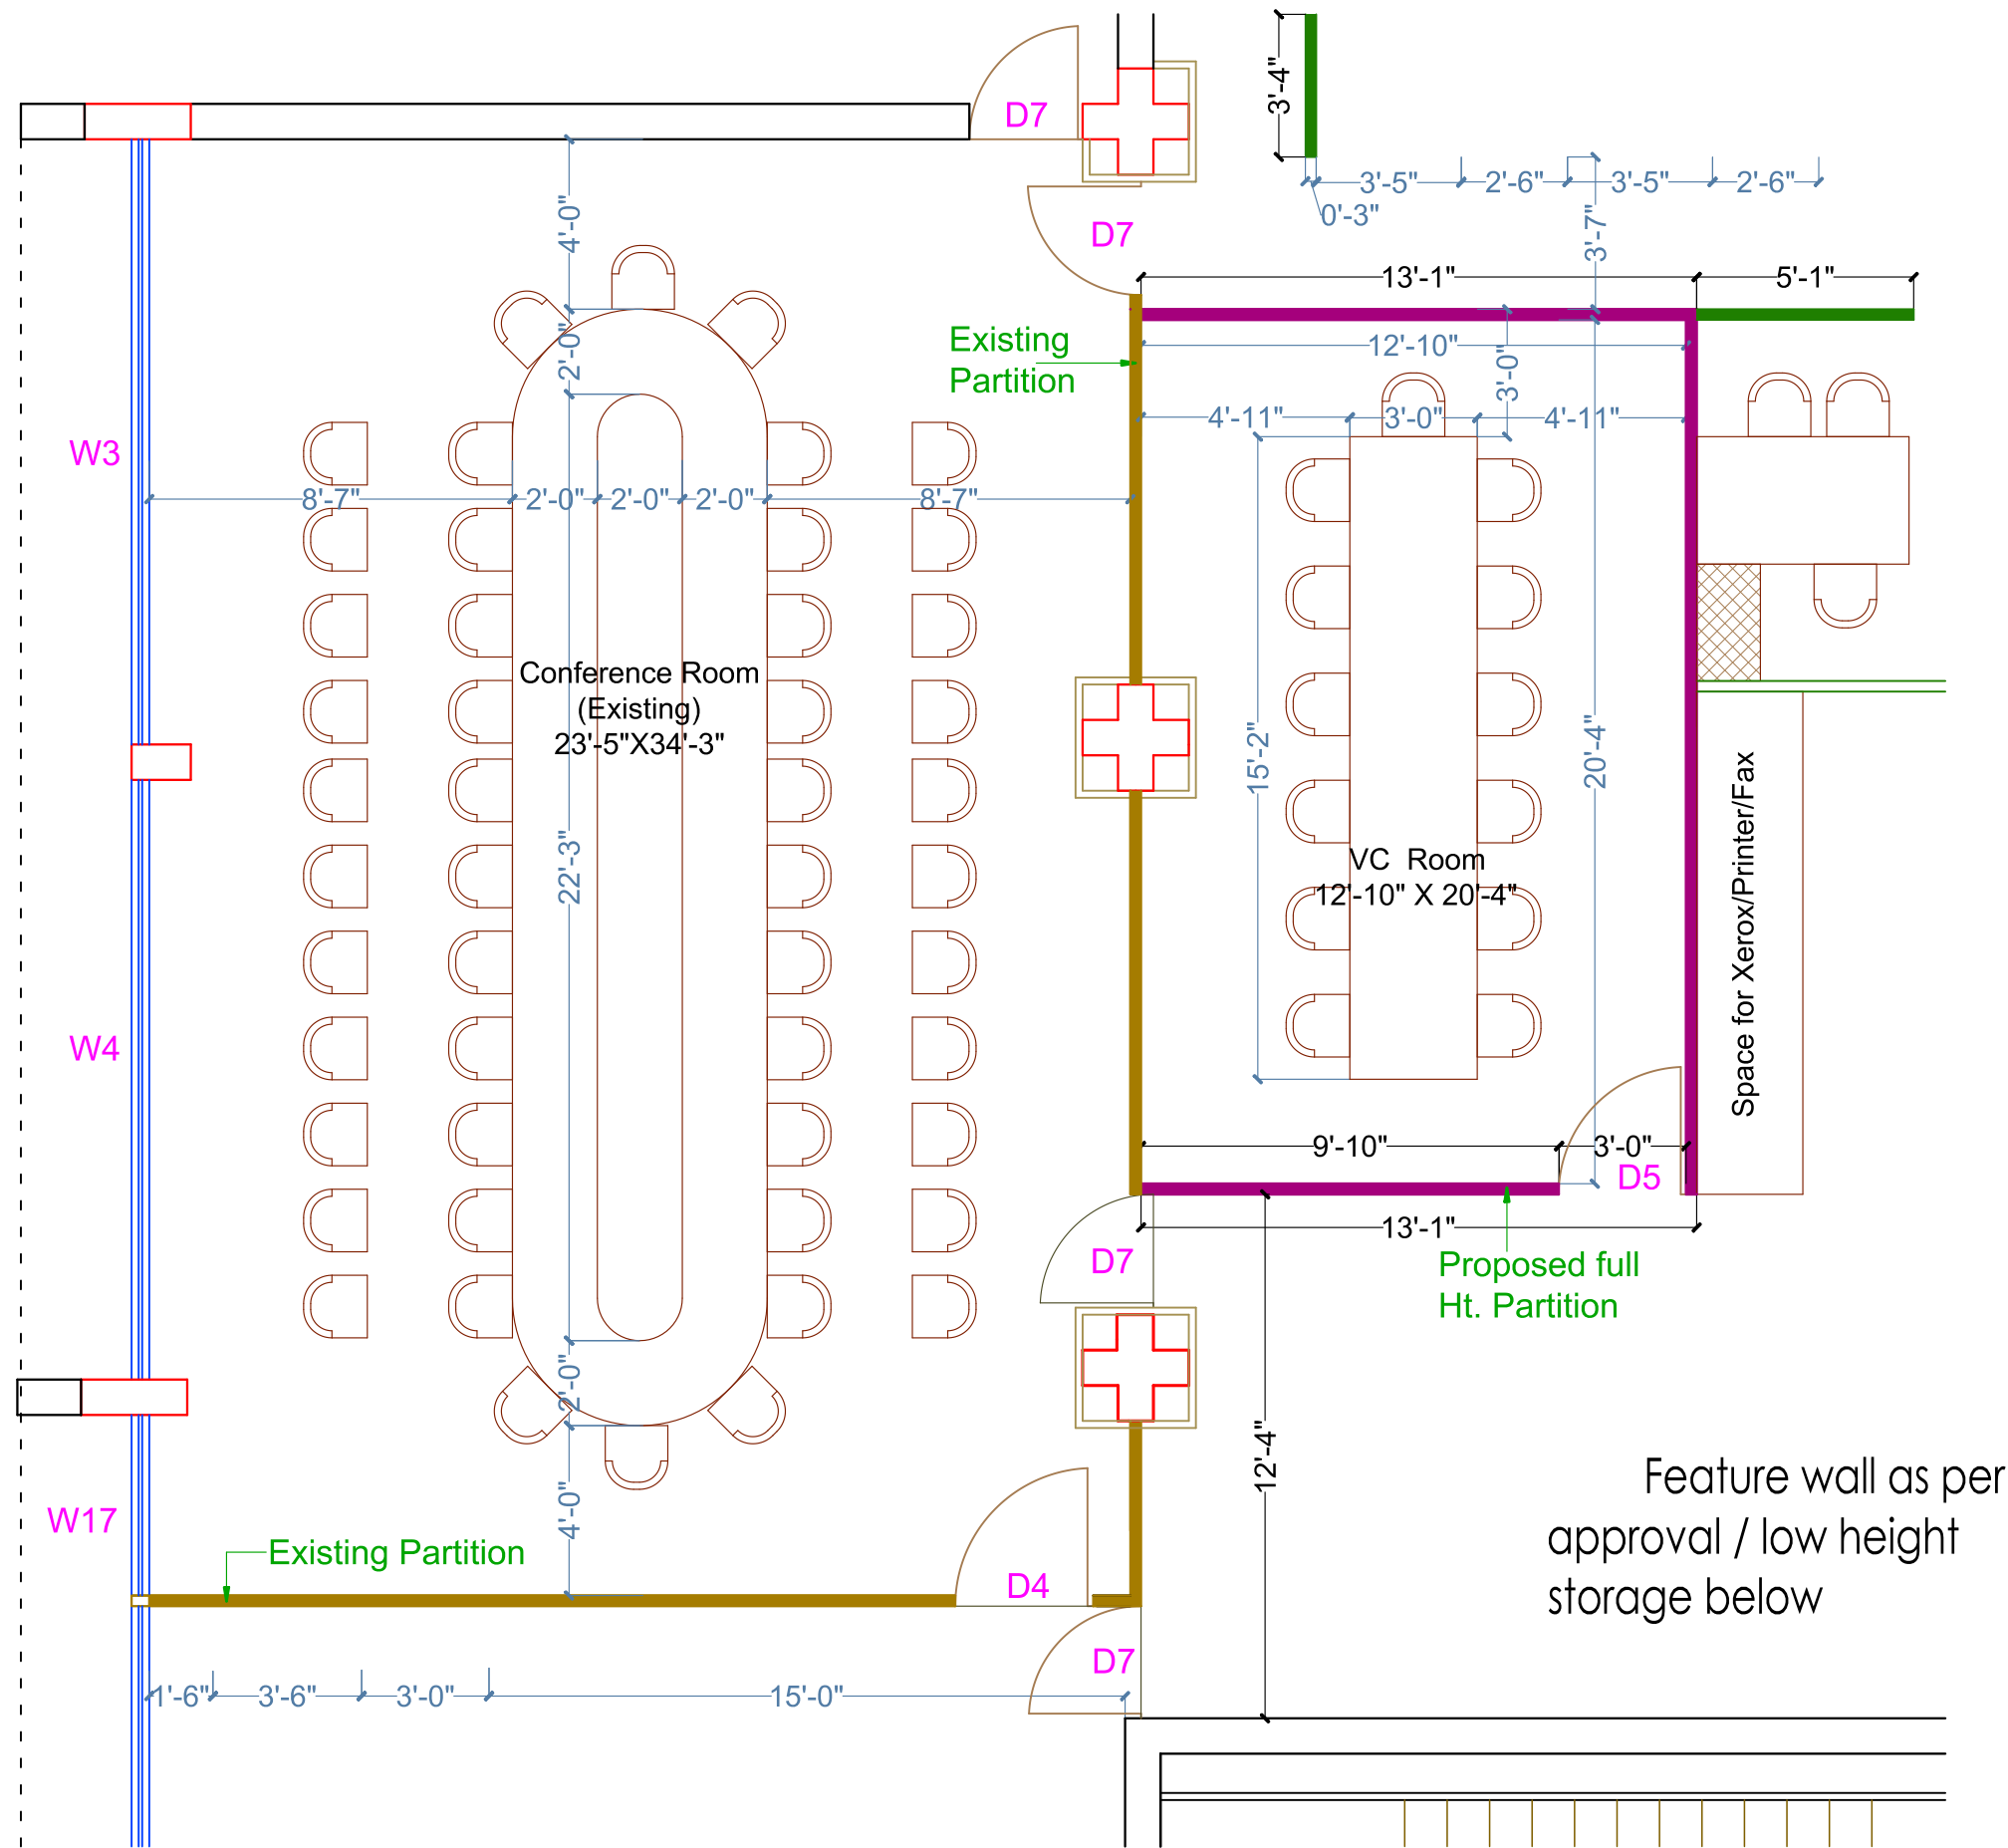 3'-4"
D7
3'-5"
2'-6"
3'-5"
2'-6"
0'-3"
4'-0"
D7
3'-7"
13'-1"
5'-1"
Existing
Partition
2'-0"
12'-10"
3'-0"
4'-11"
3'-0"
4'-11"
W3
8'-7"
2'-0"
2'-0"
2'-0"
8'-7"
Conference Room
(Existing)
23'-5"X34'-3"
15'-2"
20'-4"
22'-3"
VC Room
12'-10" X 20'-4"
Space for Xerox/Printer/Fax
W4
9'-10"
3'-0"
D5
13'-1"
D7
Proposed full
Ht. Partition
2'-0"
12'-4"
4'-0"
W17
Existing Partition
D4
Feature wall as per
approval / low height
storage below
D7
1'-6"
3'-6"
3'-0"
15'-0"